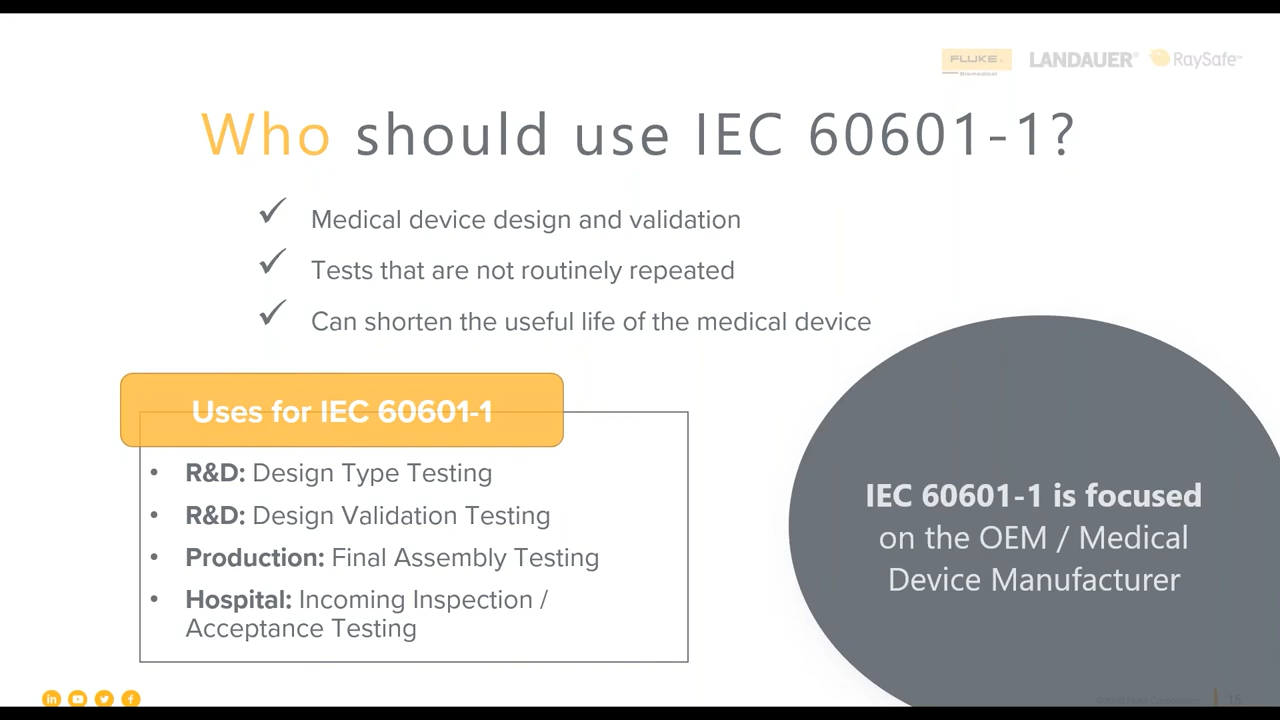 FLUKE
Biomedical
LANDAUER®
RaySafe™
Who should use IEC 60601-1?
✓ Medical device design and validation
✓ Tests that are not routinely repeated
✓ Can shorten the useful life of the medical device
Uses for IEC 60601-1
• R&D: Design Type Testing
• R&D: Design Validation Testing
• Production: Final Assembly Testing
• Hospital: Incoming Inspection /
Acceptance Testing
IEC 60601-1 is focused
on the OEM / Medical
Device Manufacturer
15